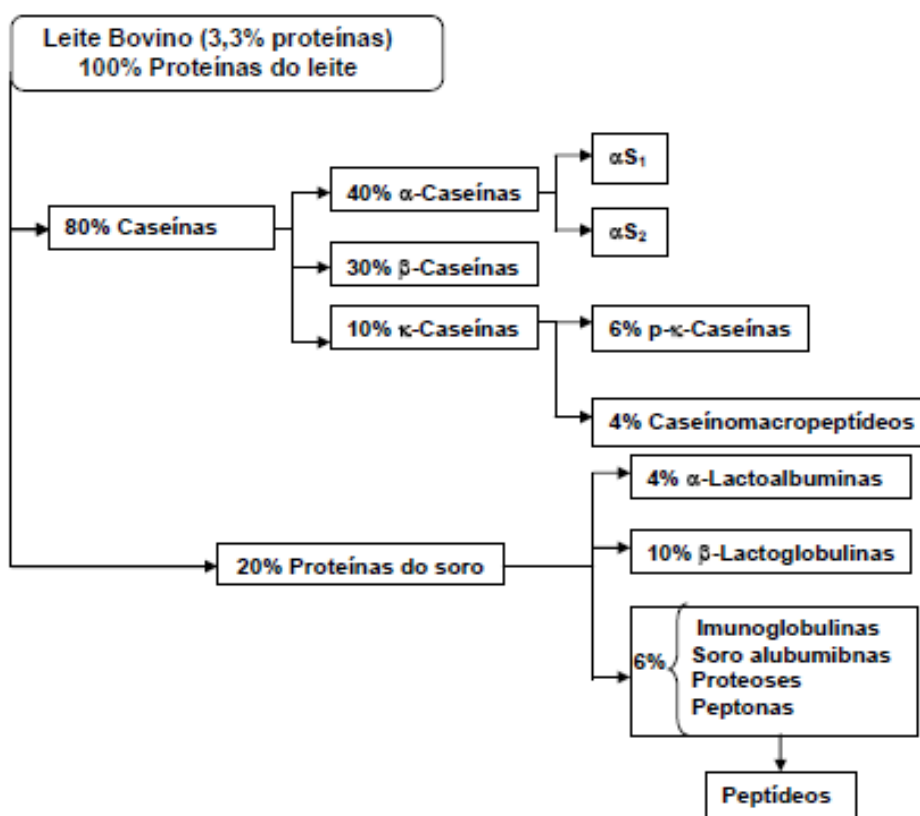 Leite Bovino (3,3% proteínas)
100% Proteínas do leite
80% Caseínas
40% α-Caseínas
αS₁
αS₂
30% β-Caseínas
10% κ-Caseínas
6% p-κ-Caseínas
4% Caseínomacropeptídeos
20% Proteínas do soro
4% α-Lactoalbuminas
10% β-Lactoglobulinas
6%
Imunoglobulinas
Soro alubumibnas
Proteoses
Peptonas
Peptídeos